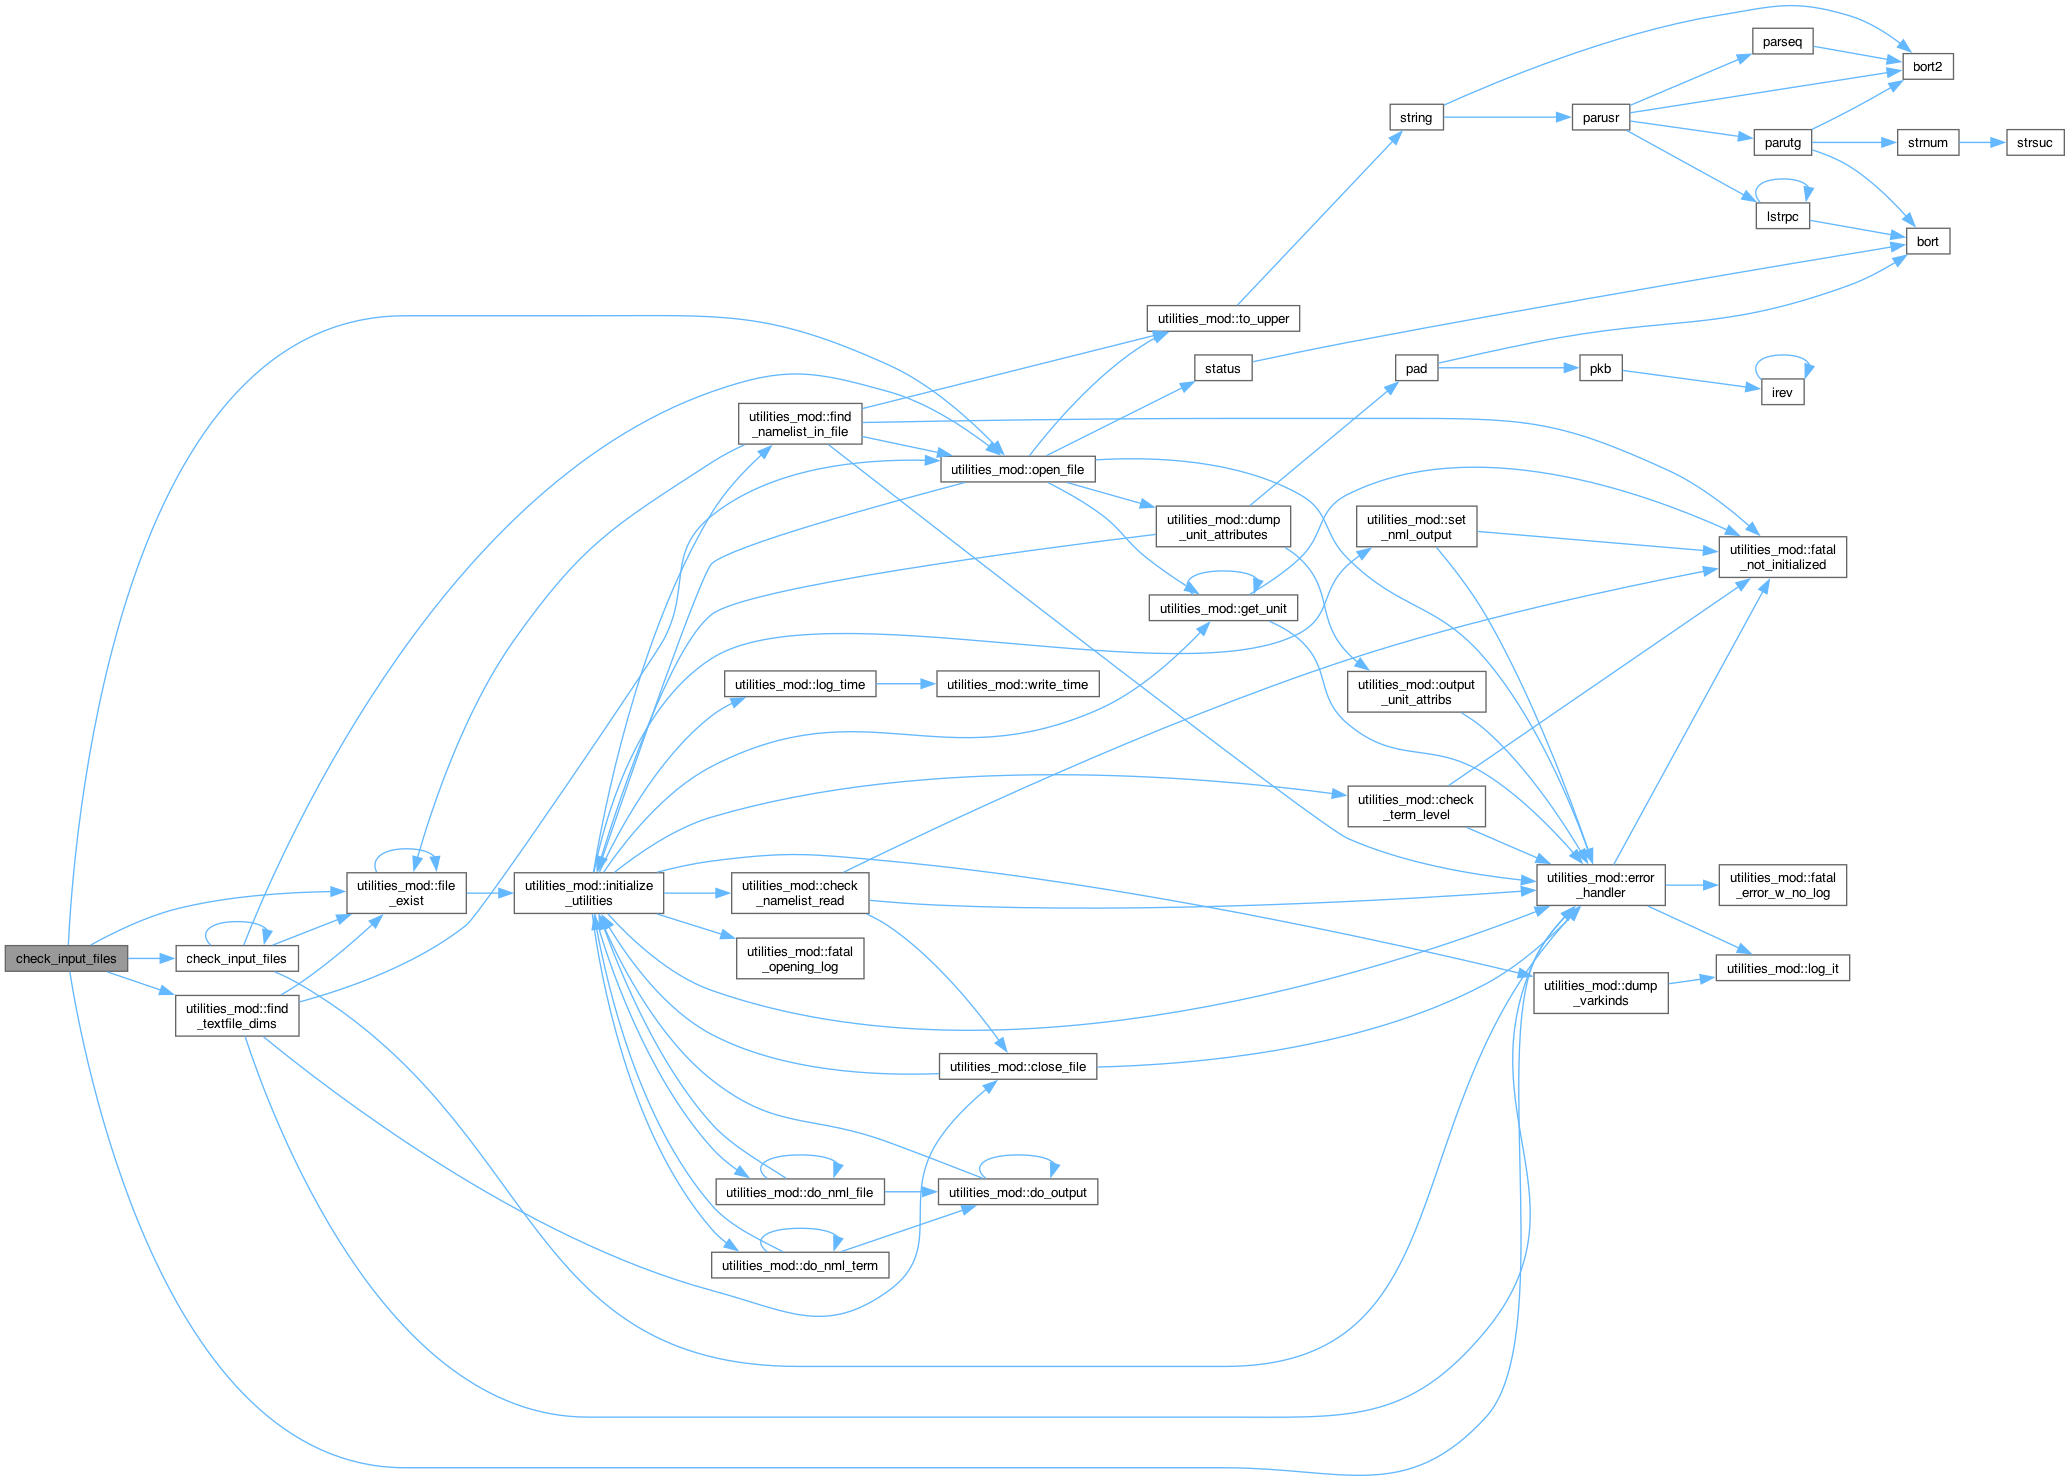 parseq
bort2
string
parusr
parutg
strnum
strsuc
lstrpc
bort
utilities_mod::to_upper
status
pad
pkb
irev
utilities_mod::find
_namelist_in_file
utilities_mod::open_file
utilities_mod::dump
_unit_attributes
utilities_mod::set
_nml_output
utilities_mod::fatal
_not_initialized
utilities_mod::get_unit
utilities_mod::log_time
utilities_mod::write_time
utilities_mod::output
_unit_attribs
utilities_mod::check
_term_level
utilities_mod::file
_exist
utilities_mod::initialize
_utilities
utilities_mod::check
_namelist_read
utilities_mod::error
_handler
utilities_mod::fatal
_error_w_no_log
check_input_files
check_input_files
utilities_mod::fatal
_opening_log
utilities_mod::log_it
utilities_mod::dump
_varkinds
utilities_mod::find
_textfile_dims
utilities_mod::close_file
utilities_mod::do_nml_file
utilities_mod::do_output
utilities_mod::do_nml_term